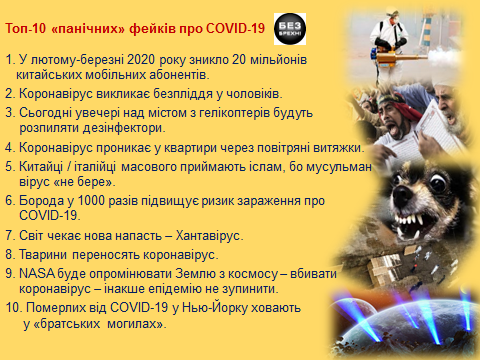 Топ-10 «панічних» фейків про COVID-19
БЕЗ
БРЕХНІ
1. У лютому-березні 2020 року зникло 20 мільйонів
китайських мобільних абонентів.
2. Коронавірус викликає безпліддя у чоловіків.
3. Сьогодні увечері над містом з гелікоптерів будуть
розпиляти дезінфектори.
4. Коронавірус проникає у квартири через повітряні витяжки.
5. Китайці / італійці масового приймають іслам, бо мусульман
вірус «не бере».
6. Борода у 1000 разів підвищує ризик зараження про
COVID-19.
7. Світ чекає нова напасть – Хантавірус.
8. Тварини переносять коронавірус.
9. NASA буде опромінювати Землю з космосу – вбивати
коронавірус – інакше епідемію не зупинити.
10. Померлих від COVID-19 у Нью-Йорку ховають
у «братських могилах».